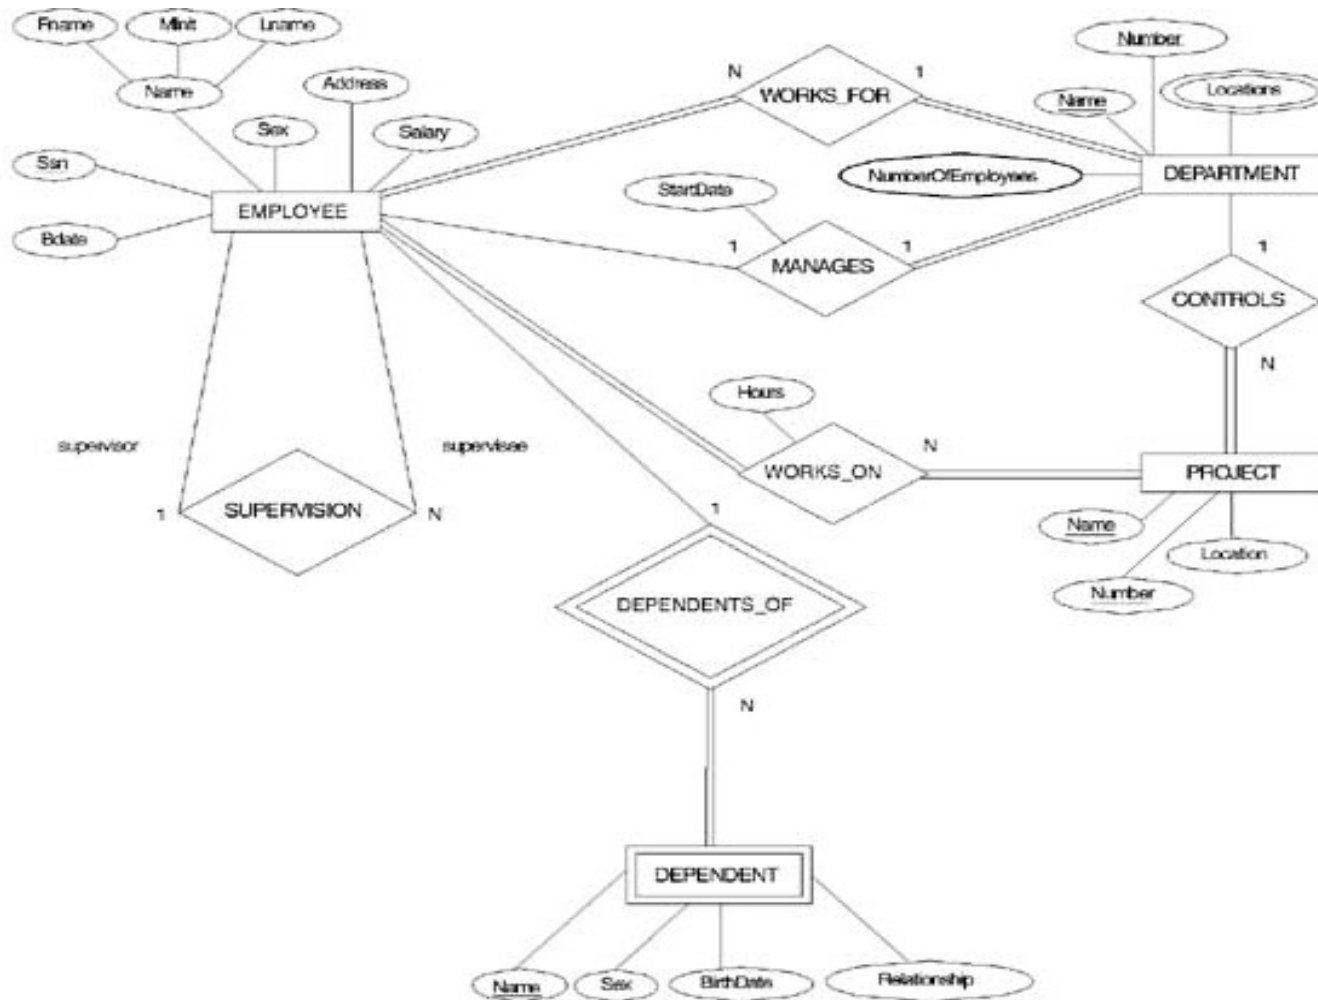 Fname
Minit
Lname
Number
Address
N
1
Name
WORKS_FOR
Locations
Name
Sex
Salary
Ssn
NumberOfEmployees
DEPARTMENT
StartDate
EMPLOYEE
Bdate
1
1
1
MANAGES
CONTROLS
N
Hours
supervisor
supervisee
N
WORKS_ON
PROJECT
1
SUPERVISION
N
1
Name
Location
Number
DEPENDENTS_OF
N
DEPENDENT
Name
Sex
BirthDate
Relationship